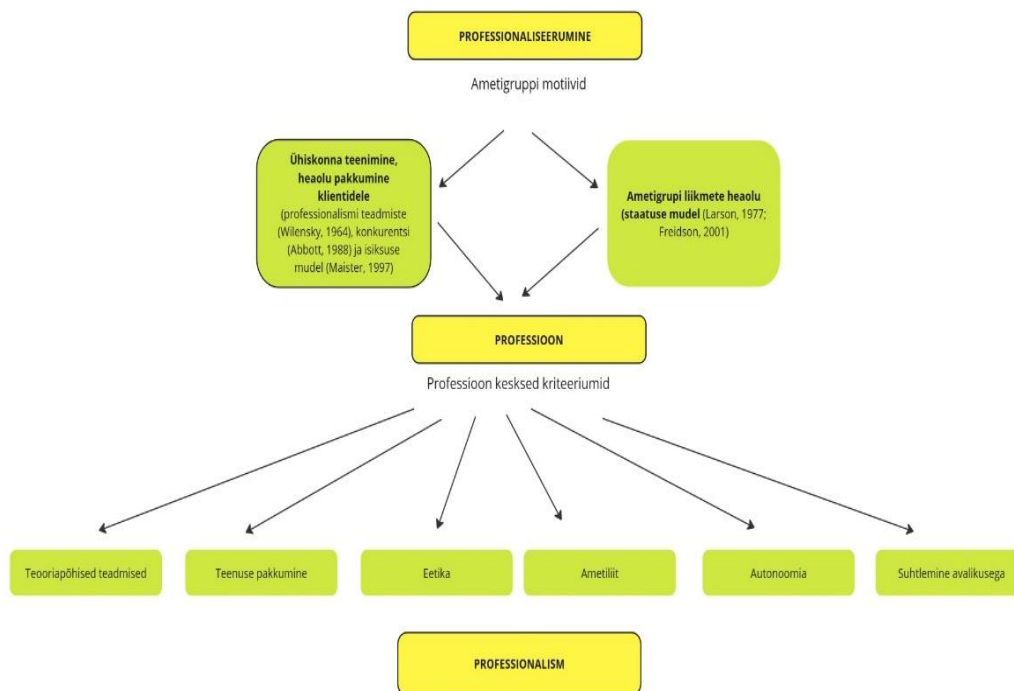 PROFESSIONALISEERUMINE
Ametigruppi motiivid
Ühiskonna teenimine,
heaolu pakkumine
klientidele
(professionalismi teadmiste
(Wilensky, 1964), konkurentsi
(Abbott, 1988) ja isiksuse
mudel (Maister, 1997)
Ametigrupi liikmete heaolu
(staatuse mudel (Larson, 1977;
Freidson, 2001)
PROFESSIOON
Professioon kesksed kriteeriumid
Teooriapõhised teadmised
Teenuse pakkumine
Eetika
Ametiliit
Autonoomia
Suhtlemine avalikusega
PROFESSIONALISM